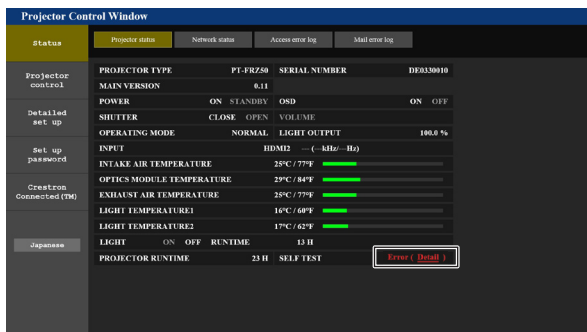 Projector Control Window
Status
Projector control
Detailed set up
Set up password
Crestron Connected(TM)
Japanese
Projector status Network status Access error log Mail error log
PROJECTOR TYPE PT-FRZ50 SERIAL NUMBER DE0330010
MAIN VERSION 0.11
POWER ON STANDBY OSD ON OFF
SHUTTER CLOSE OPEN VOLUME
OPERATING MODE NORMAL LIGHT OUTPUT 100.0 %
INPUT HDMI2 --- (---kHz/---Hz)
INTAKE AIR TEMPERATURE 25°C / 77°F
OPTICS MODULE TEMPERATURE 29°C / 84°F
EXHAUST AIR TEMPERATURE 25°C / 77°F
LIGHT TEMPERATURE1 16°C / 60°F
LIGHT TEMPERATURE2 17°C / 62°F
LIGHT ON OFF RUNTIME 13 H
PROJECTOR RUNTIME 23 H SELF TEST Error ( Detail )